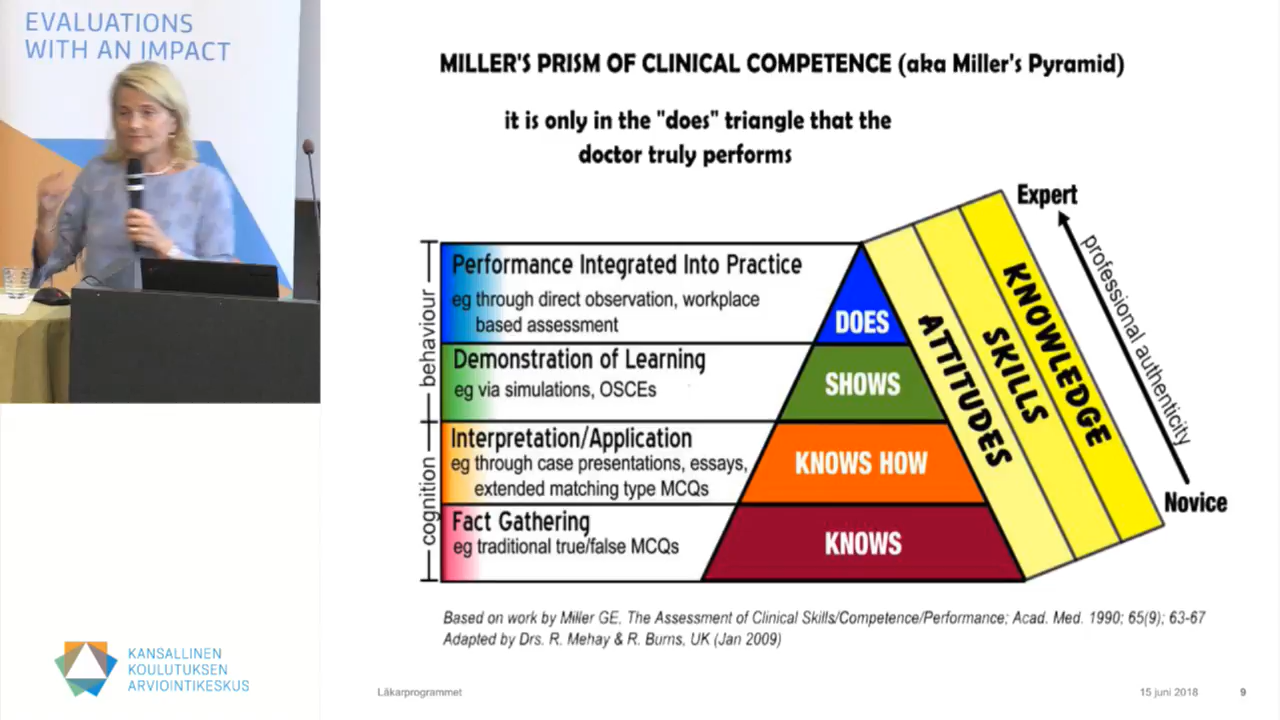 EVALUATIONS
WITH AN IMPACT
MILLER'S PRISM OF CLINICAL COMPETENCE (aka Miller's Pyramid)
it is only in the "does" triangle that the
doctor truly performs
Expert
professional authenticity
Novice
behaviour
cognition
Performance Integrated Into Practice
eg through direct observation, workplace
based assessment
DOES
Demonstration of Learning
eg via simulations, OSCEs
SHOWS
Interpretation/Application
eg through case presentations, essays,
extended matching type MCQs
KNOWS HOW
Fact Gathering
eg traditional true/false MCQs
KNOWS
ATTITUDES
SKILLS
KNOWLEDGE
Based on work by Miller GE, The Assessment of Clinical Skills/Competence/Performance; Acad. Med. 1990; 65(9); 63-67
Adapted by Drs. R. Mehay & R. Burns, UK (Jan 2009)
KANSALLINEN
KOULUTUKSEN
ARVIOINTIKESKUS
Läkarprogrammet
15 juni 2018
9